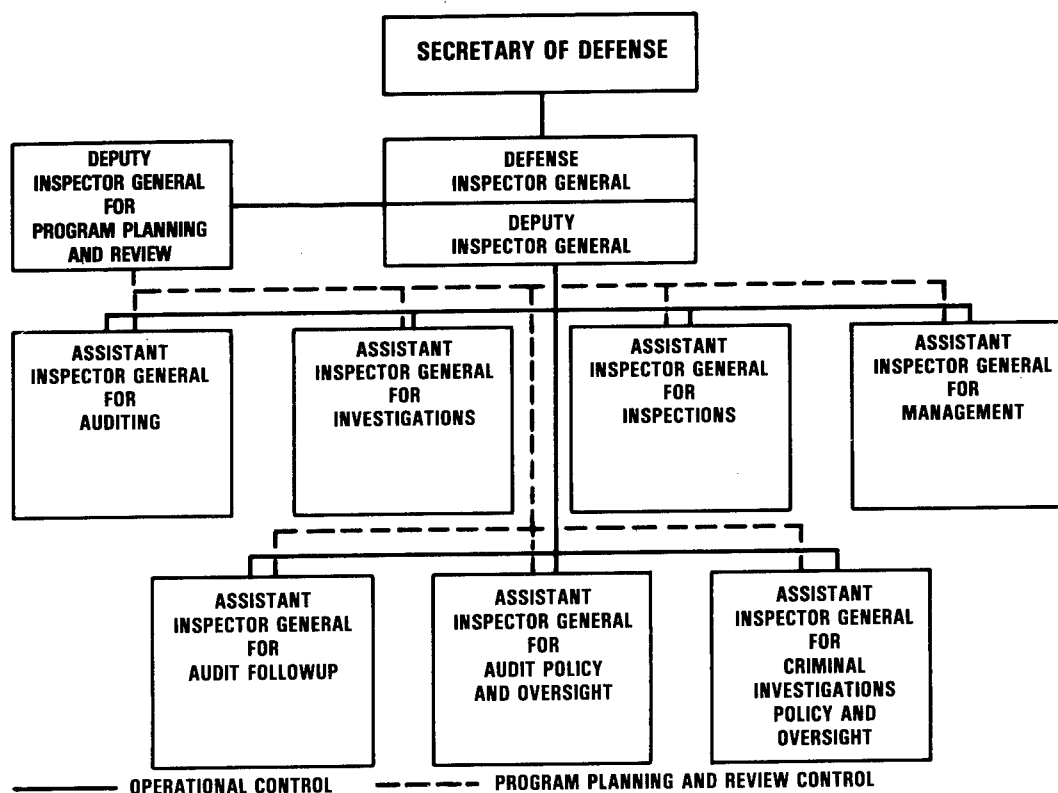 SECRETARY OF DEFENSE
DEPUTY
INSPECTOR GENERAL
FOR
PROGRAM PLANNING
AND REVIEW
DEFENSE
INSPECTOR GENERAL
DEPUTY
INSPECTOR GENERAL
ASSISTANT
INSPECTOR GENERAL
FOR
AUDITING
ASSISTANT
INSPECTOR GENERAL
FOR
INVESTIGATIONS
ASSISTANT
INSPECTOR GENERAL
FOR
INSPECTIONS
ASSISTANT
INSPECTOR GENERAL
FOR
MANAGEMENT
ASSISTANT
INSPECTOR GENERAL
FOR
AUDIT FOLLOWUP
ASSISTANT
INSPECTOR GENERAL
FOR
AUDIT POLICY
AND OVERSIGHT
ASSISTANT
INSPECTOR GENERAL
FOR
CRIMINAL
INVESTIGATIONS
POLICY AND
OVERSIGHT
OPERATIONAL CONTROL
PROGRAM PLANNING AND REVIEW CONTROL